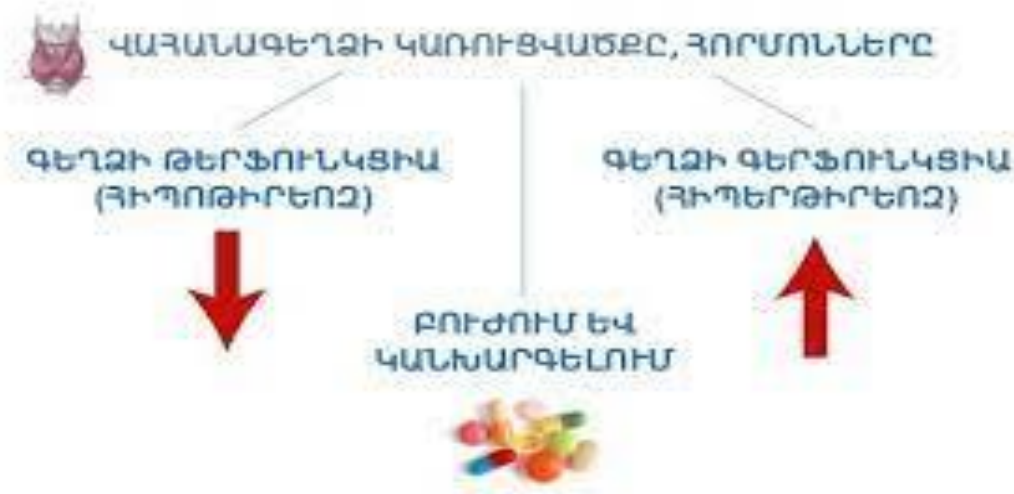 ՎԱՀԱՆԱԳԵՂՁԻ ԿԱՌՈՒՑՎԱԾՔԸ, ՀՈՐՄՈՆՆԵՐԸ
ԳԵՂՁԻ ԹԵՐՖՈՒՆԿՑԻԱ
(ՀԻՊՈԹԻՐԵՈԶ)
ԳԵՂՁԻ ԳԵՐՖՈՒՆԿՑԻԱ
(ՀԻՊԵՐԹԻՐԵՈԶ)
ԲՈՒԺՈՒՄ ԵՎ
ԿԱՆԽԱՐԳԵԼՈՒՄ